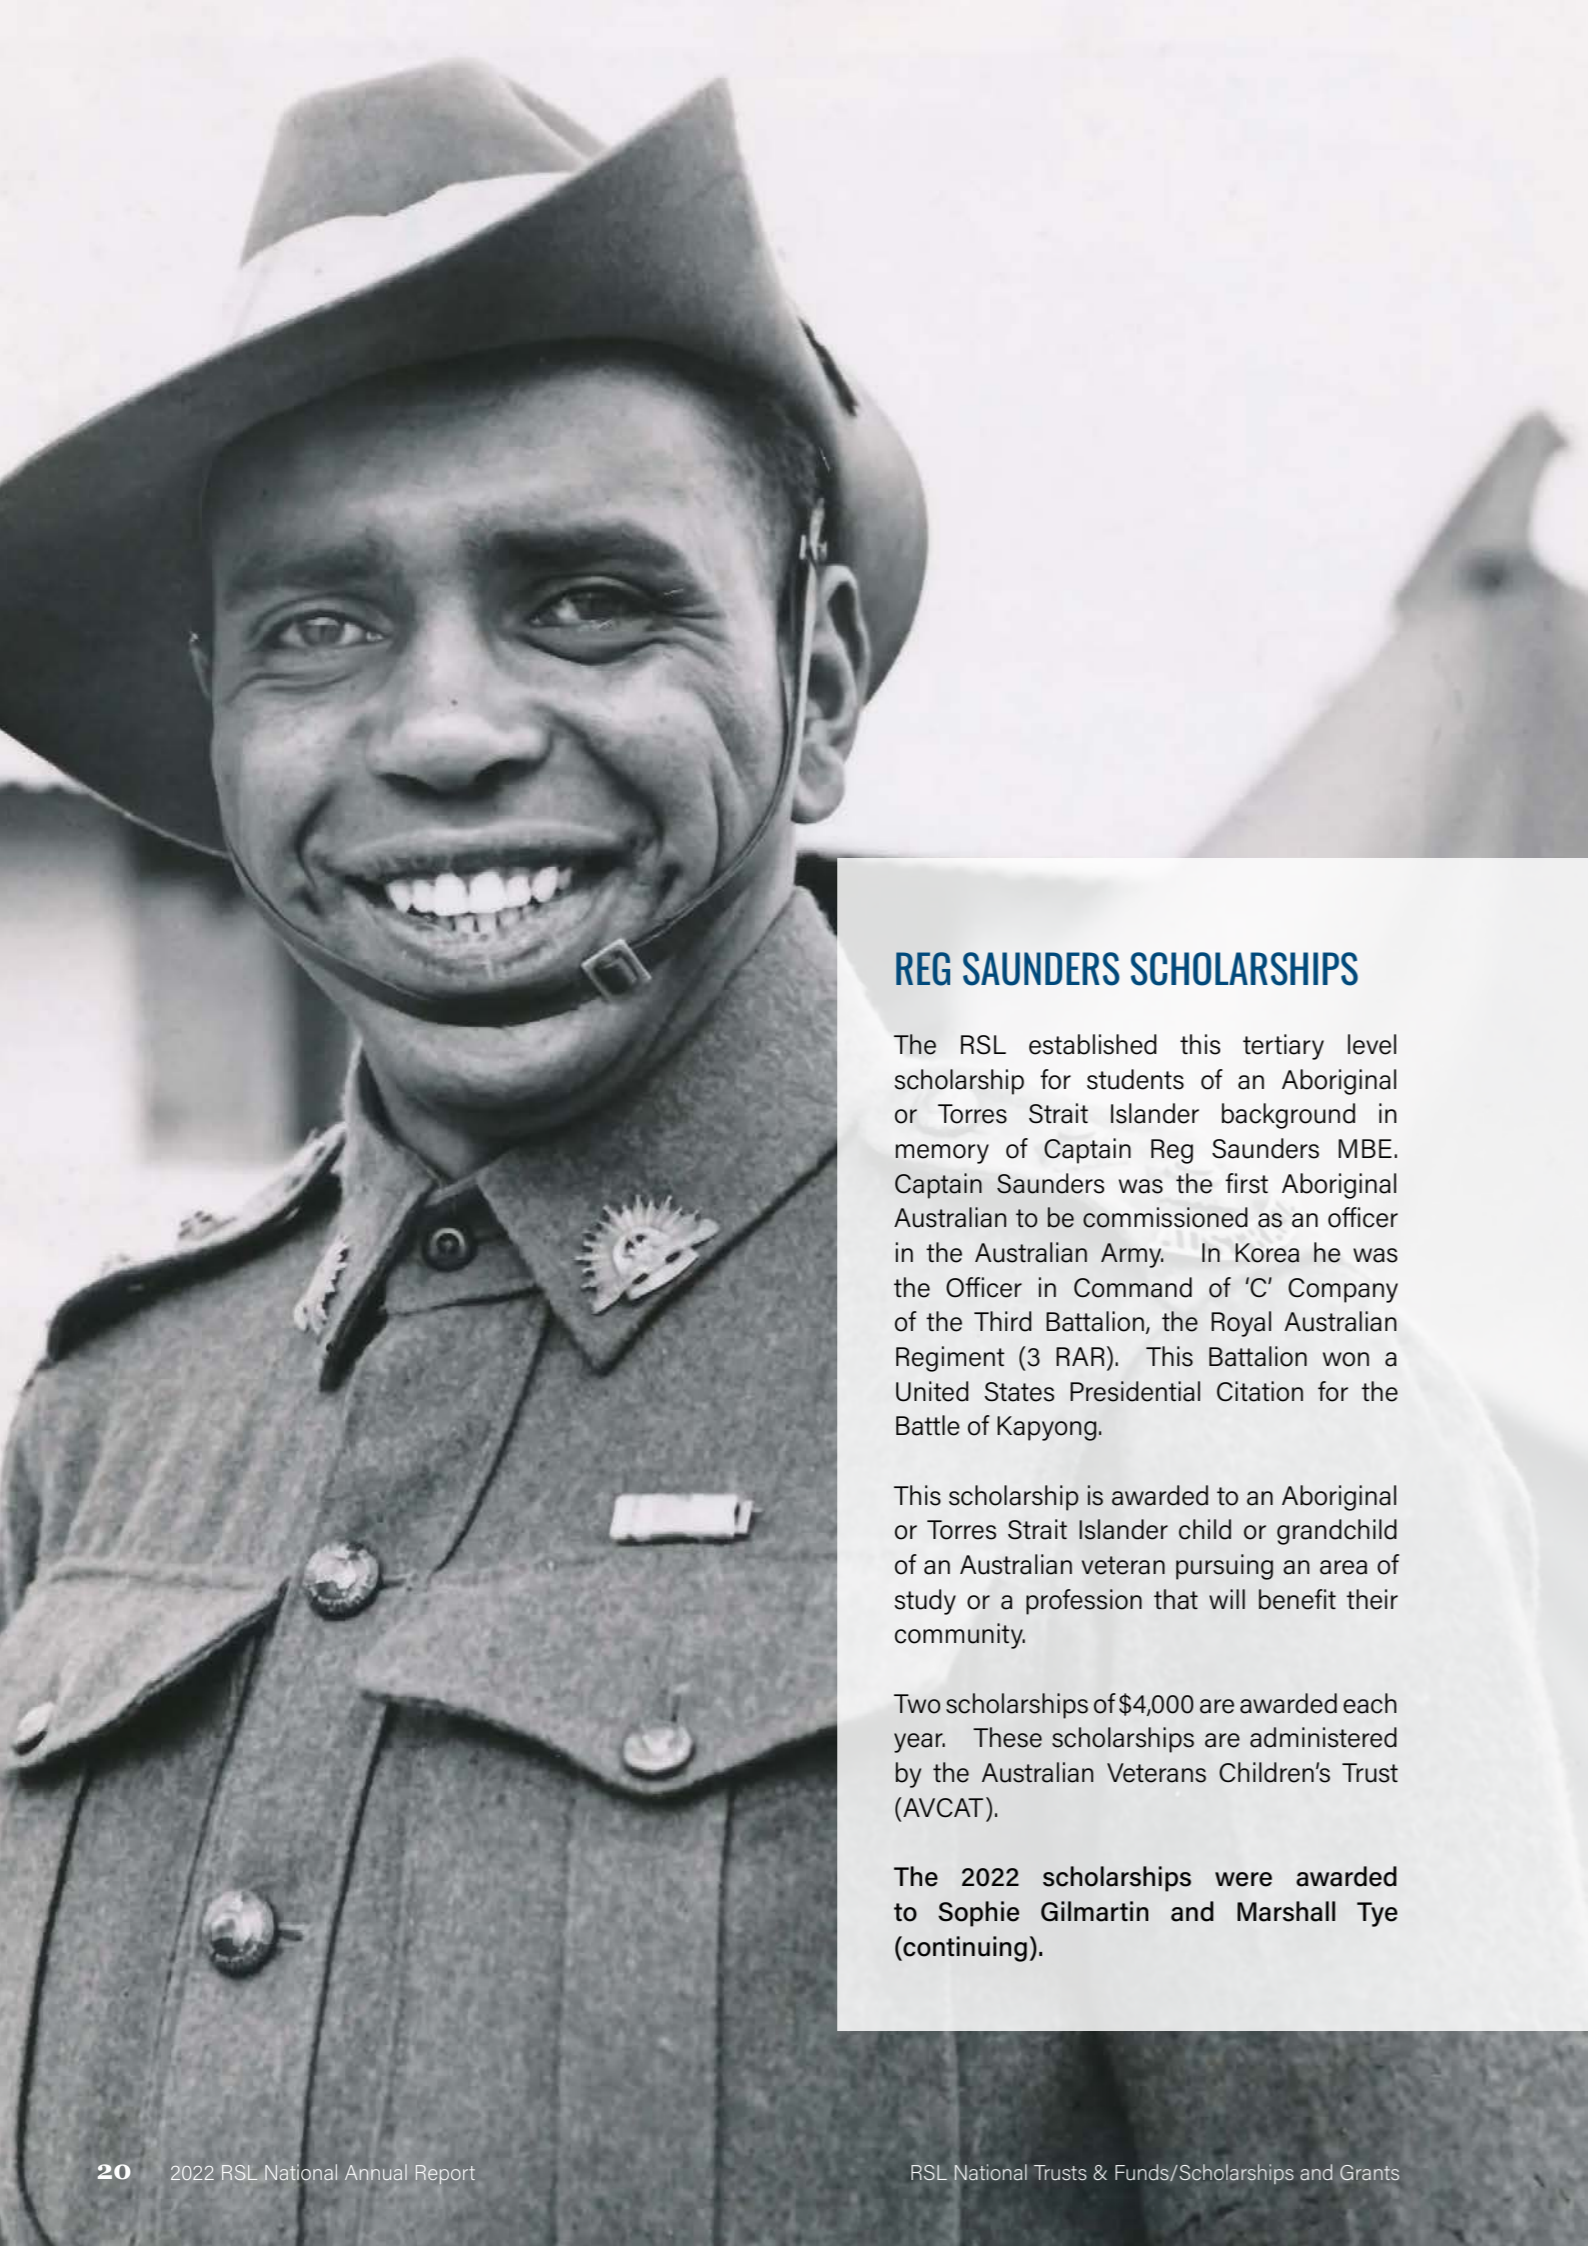 REG SAUNDERS SCHOLARSHIPS
The RSL established this tertiary level
scholarship for students of an Aboriginal
or Torres Strait Islander background in
memory of Captain Reg Saunders MBE.
Captain Saunders was the first Aboriginal
Australian to be commissioned as an officer
in the Australian Army. In Korea he was
the Officer in Command of ‘C’ Company
of the Third Battalion, the Royal Australian
Regiment (3 RAR). This Battalion won a
United States Presidential Citation for the
Battle of Kapyong.
This scholarship is awarded to an Aboriginal
or Torres Strait Islander child or grandchild
of an Australian veteran pursuing an area of
study or a profession that will benefit their
community.
Two scholarships of $4,000 are awarded each
year. These scholarships are administered
by the Australian Veterans Children’s Trust
(AVCAT).
The 2022 scholarships were awarded
to Sophie Gilmartin and Marshall Tye
(continuing).
20 2022 RSL National Annual Report
RSL National Trusts & Funds/Scholarships and Grants